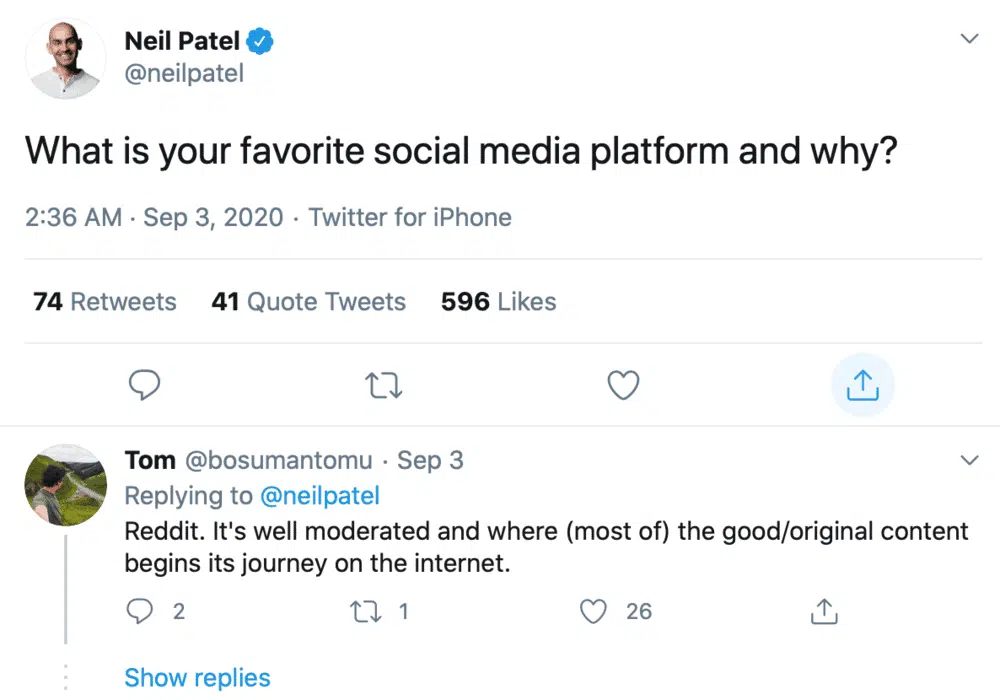 Neil Patel
@neilpatel
What is your favorite social media platform and why?
2:36 AM · Sep 3, 2020 · Twitter for iPhone
74 Retweets 41 Quote Tweets 596 Likes
Tom @bosumantomu · Sep 3
Replying to @neilpatel
Reddit. It's well moderated and where (most of) the good/original content
begins its journey on the internet.
2 1 26
Show replies